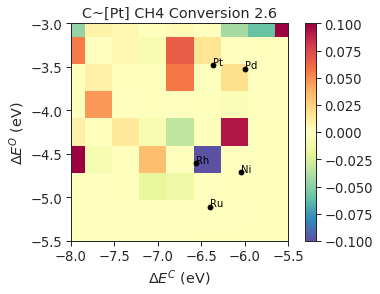 C~[Pt] CH4 Conversion 2.6
−3.0
−3.5
−4.0
−4.5
−5.0
−5.5
ΔE^O (eV)
Pt
Pd
Rh
Ni
Ru
−8.0 −7.5 −7.0 −6.5 −6.0 −5.5
ΔE^C (eV)
0.100
0.075
0.050
0.025
0.000
−0.025
−0.050
−0.075
−0.100